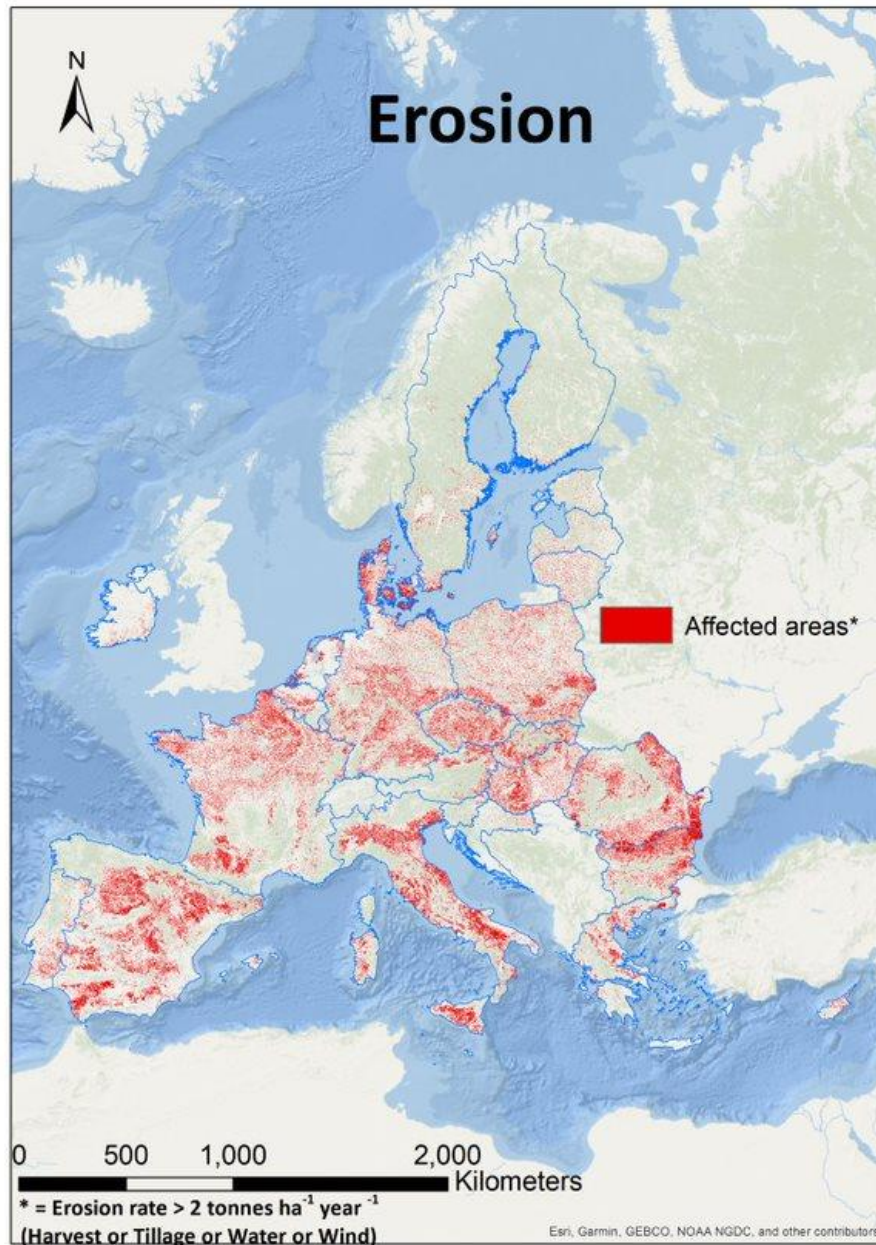 N
Erosion
Affected areas*
0 500 1,000 2,000
Kilometers
* = Erosion rate > 2 tonnes ha⁻¹ year ⁻¹
(Harvest or Tillage or Water or Wind)
Esri, Garmin, GEBCO, NOAA NGDC, and other contributors